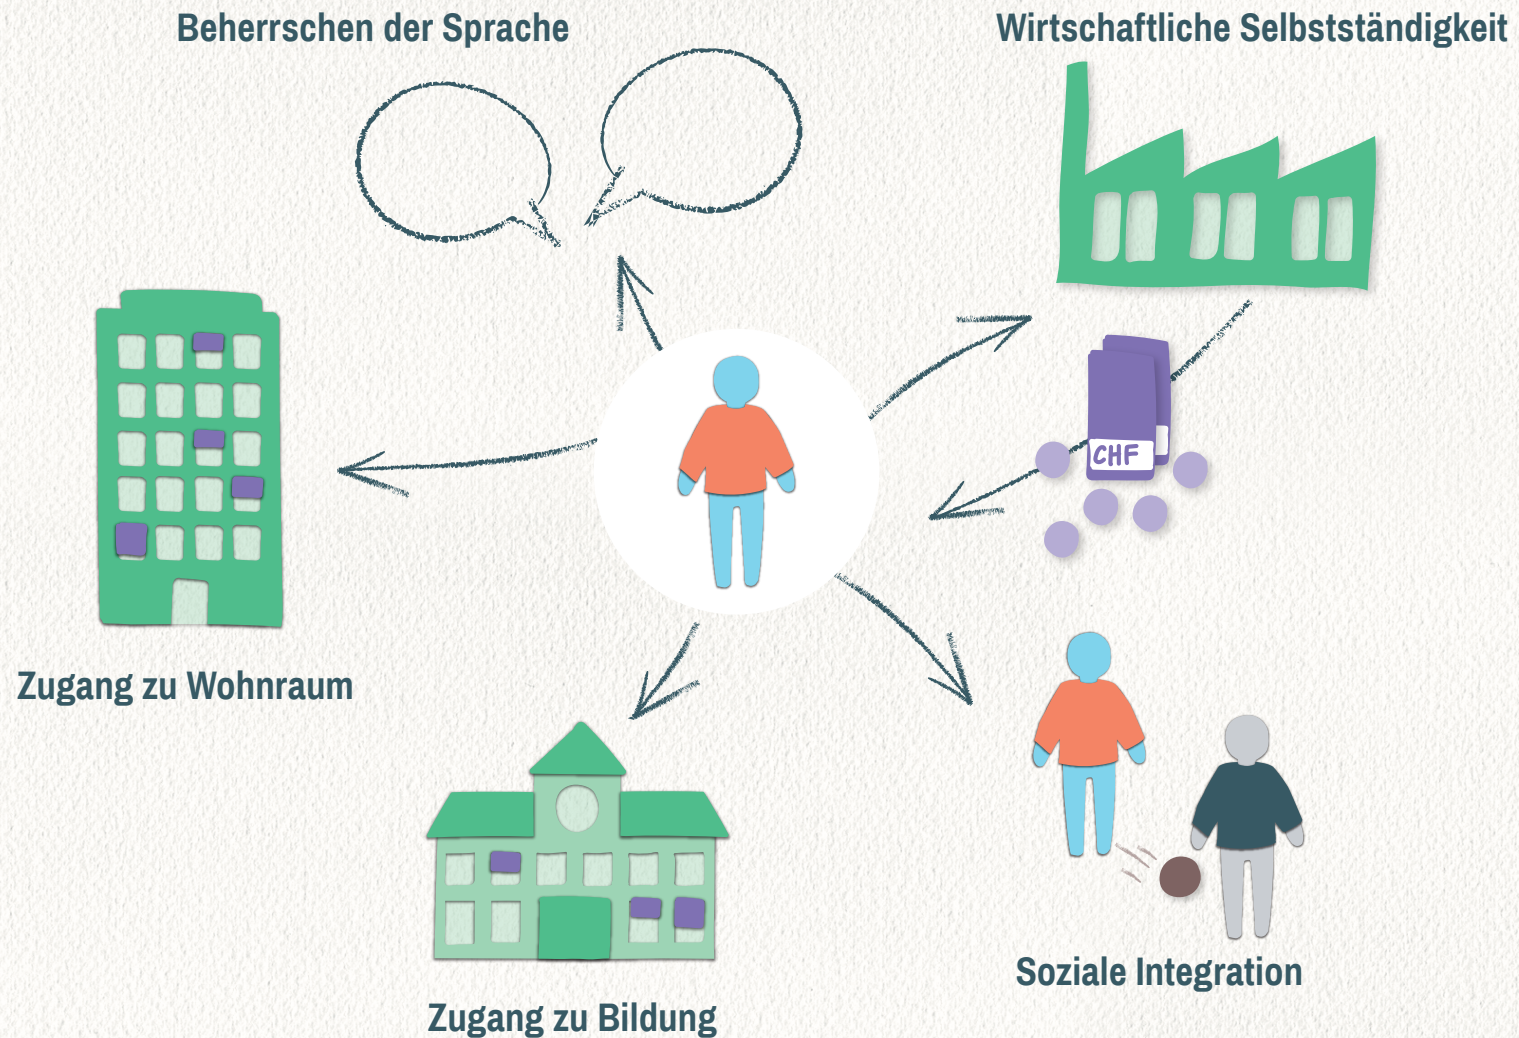 Beherrschen der Sprache
Wirtschaftliche Selbstständigkeit
CHF
Zugang zu Wohnraum
Soziale Integration
Zugang zu Bildung